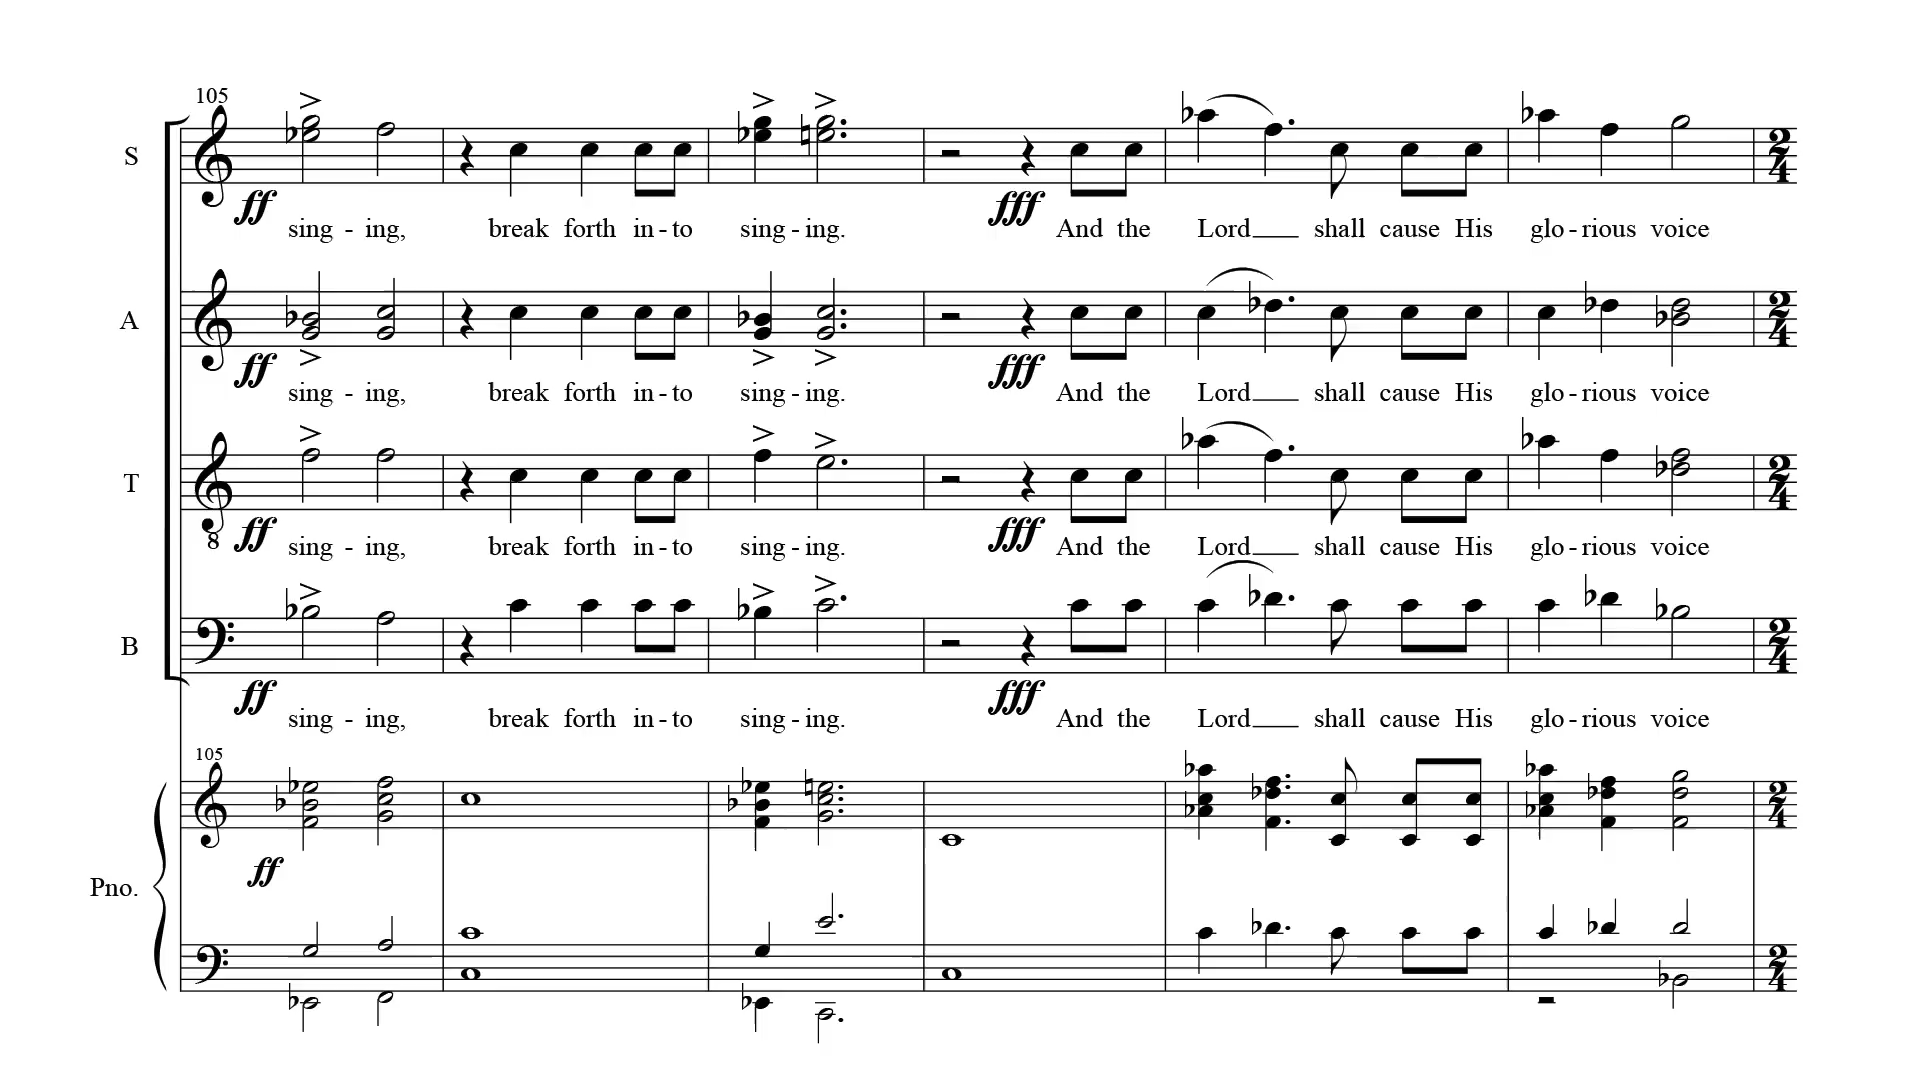 105
S
ff fff
sing - ing, break forth in - to sing - ing. And the Lord shall cause His glo - rious voice
A
ff fff
sing - ing, break forth in - to sing - ing. And the Lord shall cause His glo - rious voice
T
8 ff fff
sing - ing, break forth in - to sing - ing. And the Lord shall cause His glo - rious voice
B
ff fff
sing - ing, break forth in - to sing - ing. And the Lord shall cause His glo - rious voice
105
ff
Pno.
2 4